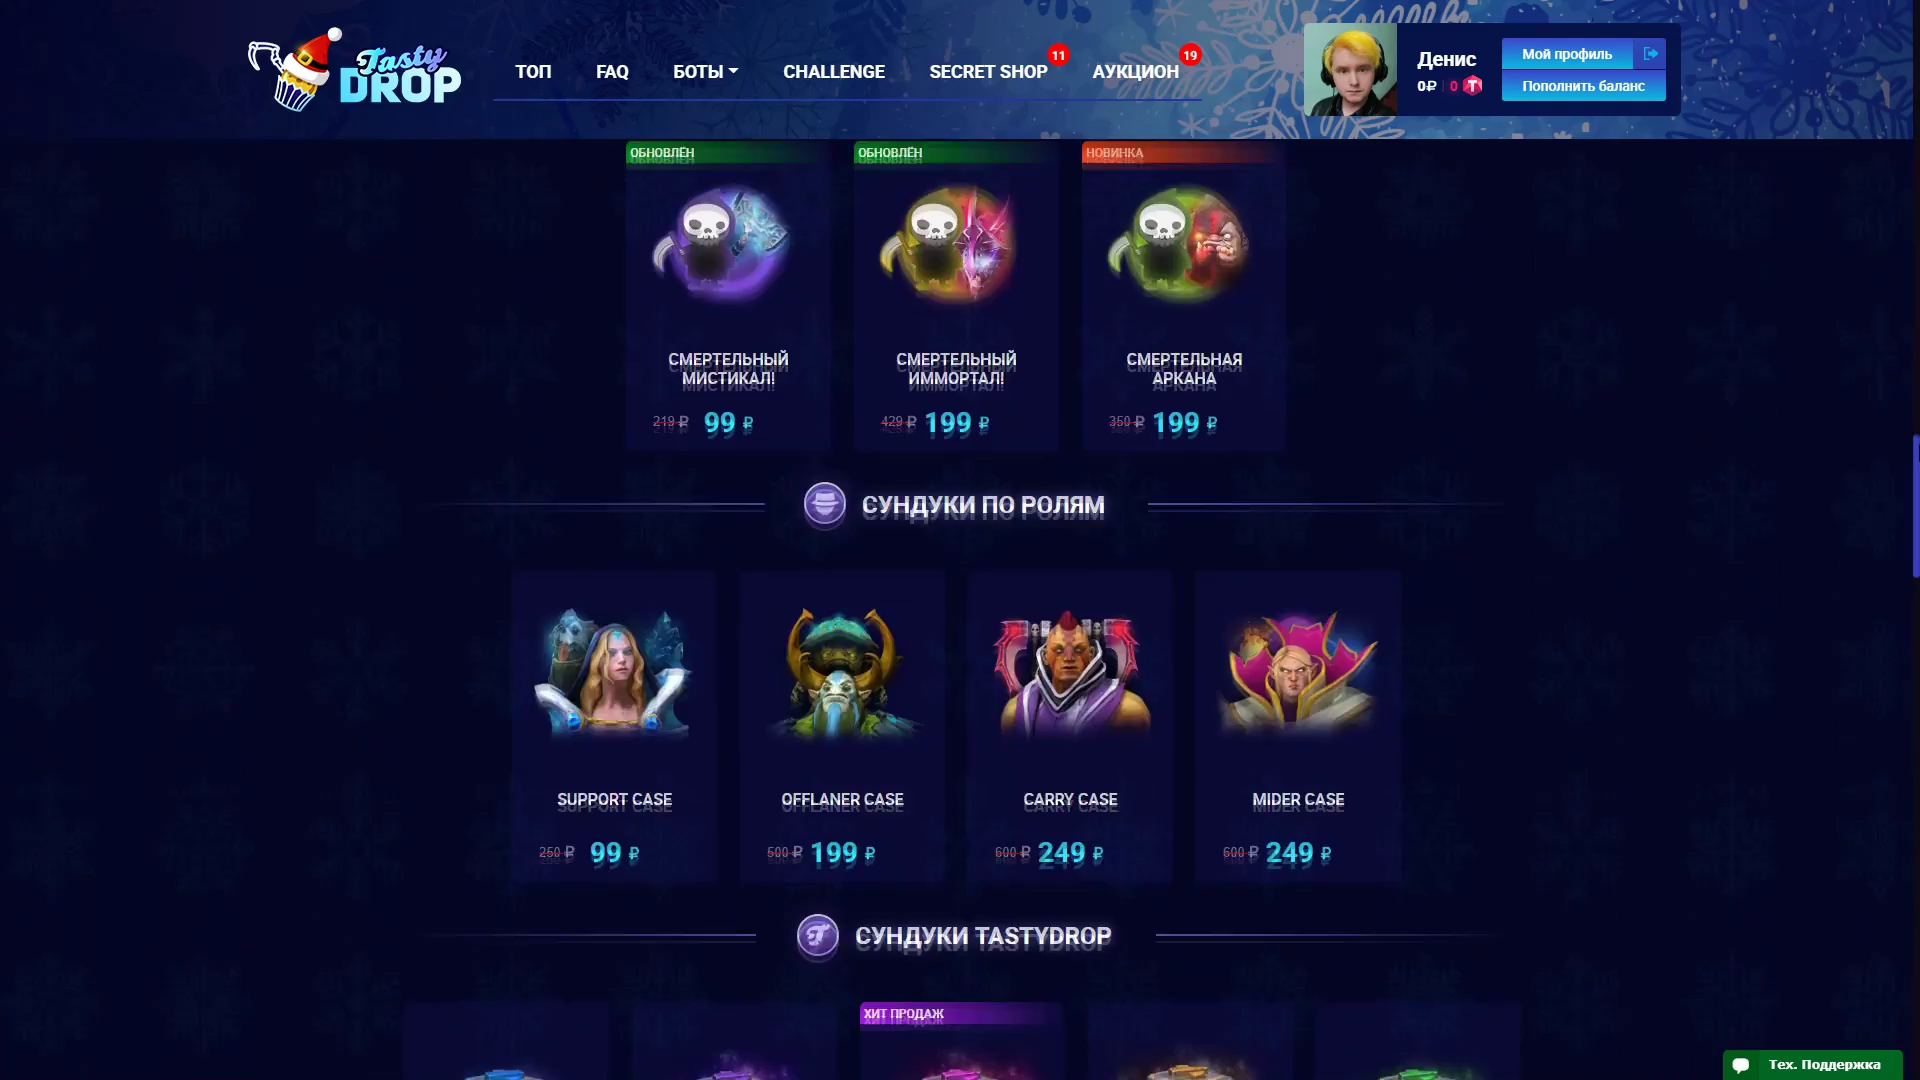 Tasty
DROP
ТОП
FAQ
БОТЫ
CHALLENGE
SECRET SHOP
11
АУКЦИОН
19
Денис
0₽
0
Мой профиль
Пополнить баланс
ОБНОВЛЁН
ОБНОВЛЁН
НОВИНКА
СМЕРТЕЛЬНЫЙ
МИСТИКАЛ!
СМЕРТЕЛЬНЫЙ
ИММОРТАЛ!
СМЕРТЕЛЬНАЯ
АРКАНА
219 ₽ 99 ₽
429 ₽ 199 ₽
350 ₽ 199 ₽
СУНДУКИ ПО РОЛЯМ
SUPPORT CASE
OFFLANER CASE
CARRY CASE
MIDER CASE
250 ₽ 99 ₽
500 ₽ 199 ₽
600 ₽ 249 ₽
600 ₽ 249 ₽
СУНДУКИ TASTYDROP
ХИТ ПРОДАЖ
Тех. Поддержка